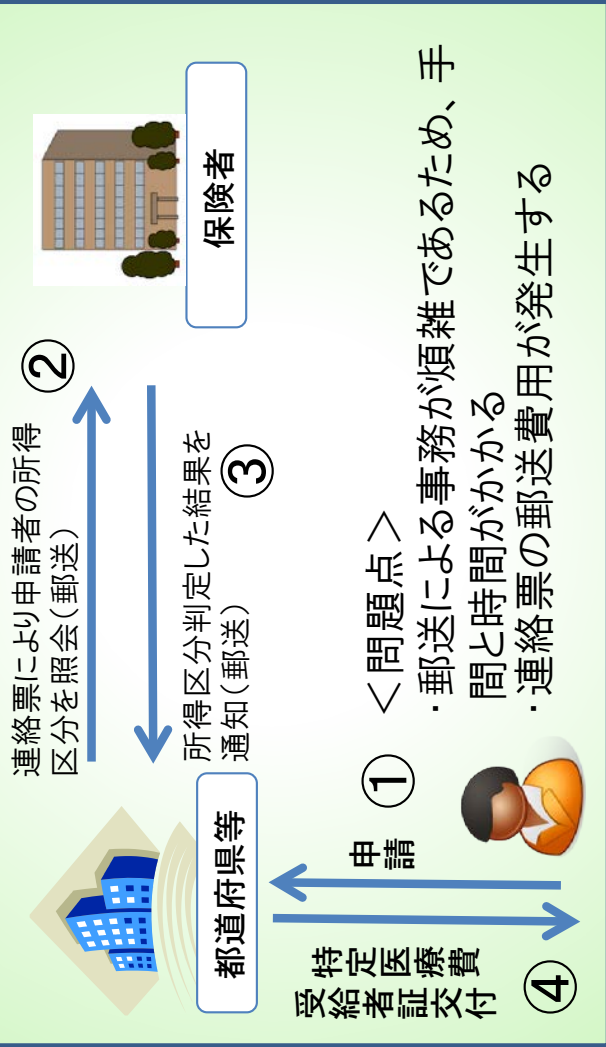 連絡票により申請者の所得
区分を照会(郵送)
②
保険者
所得区分判定した結果を
通知(郵送)
③
都道府県等
①
申
請
特定医療費
受給者証交付
④
＜問題点＞
・郵送による事務が煩雑であるため、手
間と時間がかかる
・連絡票の郵送費用が発生する